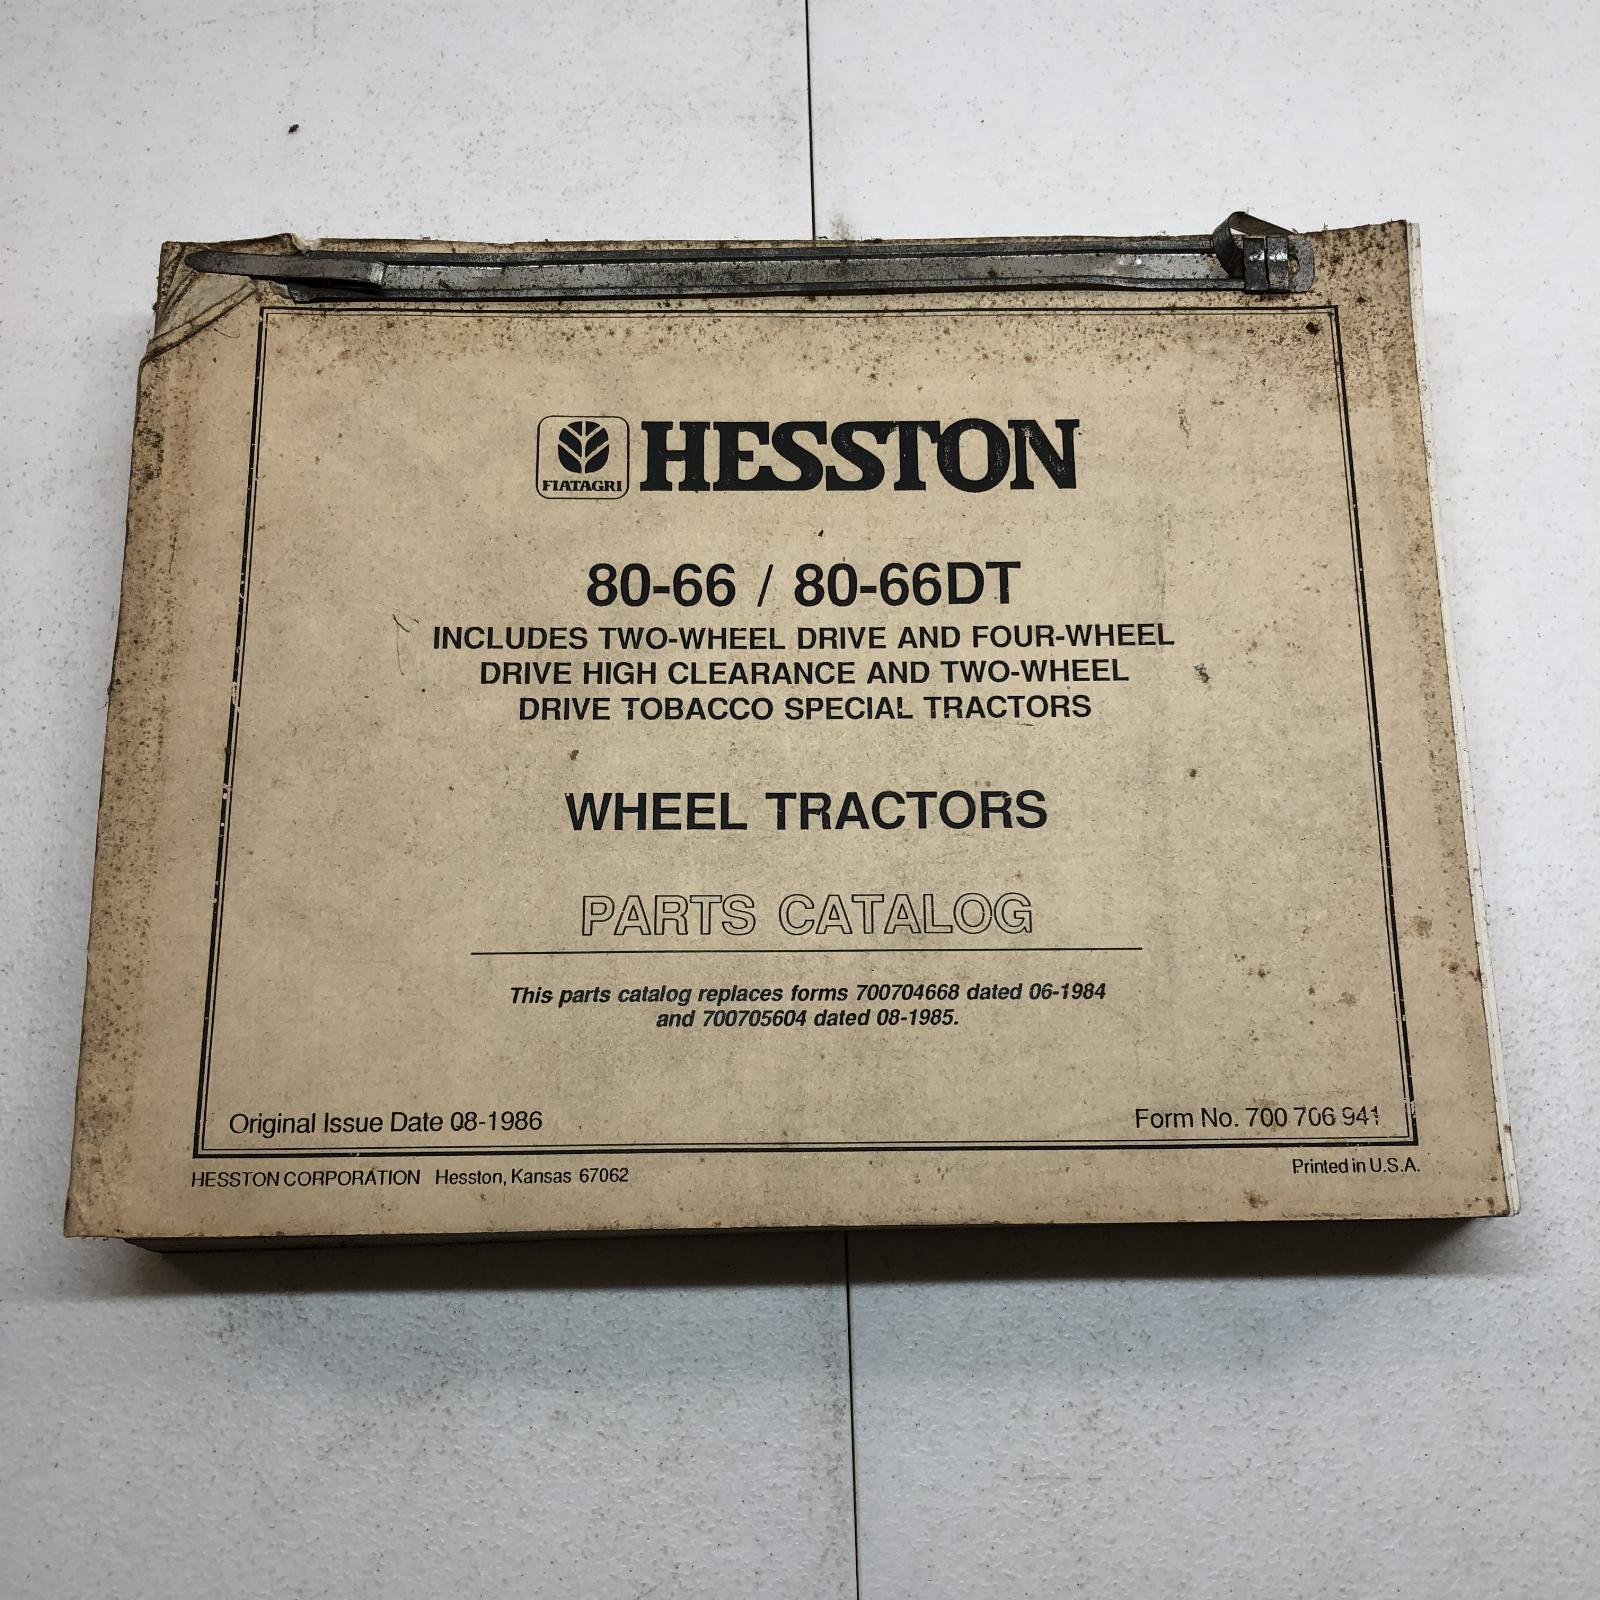 FIATAGRI
HESSTON
80-66 / 80-66DT
INCLUDES TWO-WHEEL DRIVE AND FOUR-WHEEL
DRIVE HIGH CLEARANCE AND TWO-WHEEL
DRIVE TOBACCO SPECIAL TRACTORS
WHEEL TRACTORS
PARTS CATALOG
This parts catalog replaces forms 700704668 dated 06-1984
and 700705604 dated 08-1985.
Original Issue Date 08-1986
Form No. 700 706 941
HESSTON CORPORATION Hesston, Kansas 67062
Printed in U.S.A.